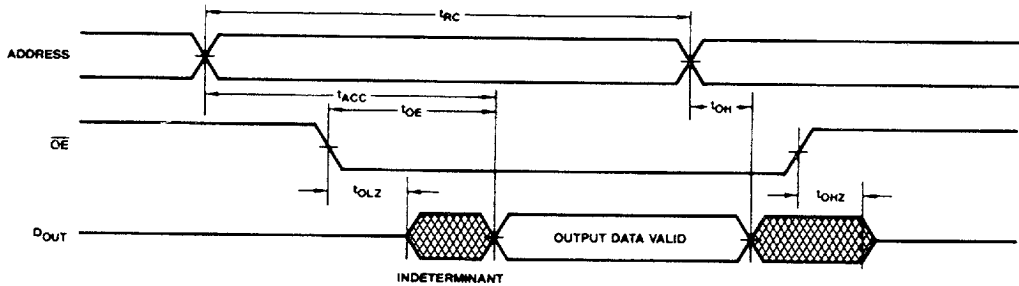 tRC
ADDRESS
tACC
tOE
tOH
OE
tOLZ
tOHZ
DOUT
OUTPUT DATA VALID
INDETERMINANT